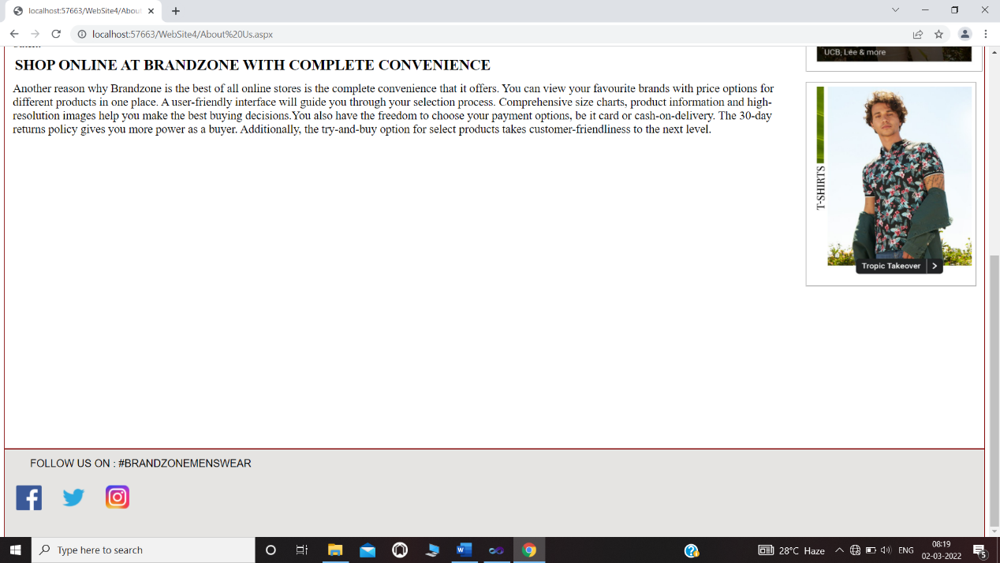 localhost:57663/WebSite4/About
localhost:57663/WebSite4/About%20Us.aspx
SHOP ONLINE AT BRANDZONE WITH COMPLETE CONVENIENCE
Another reason why Brandzone is the best of all online stores is the complete convenience that it offers. You can view your favourite brands with price options for
different products in one place. A user-friendly interface will guide you through your selection process. Comprehensive size charts, product information and high-
resolution images help you make the best buying decisions.You also have the freedom to choose your payment options, be it card or cash-on-delivery. The 30-day
returns policy gives you more power as a buyer. Additionally, the try-and-buy option for select products takes customer-friendliness to the next level.
UCB, Lee & more
T-SHIRTS
Tropic Takeover
FOLLOW US ON : #BRANDZONEMENSWEAR
Type here to search
28°C Haze
ENG
08:19
02-03-2022
5